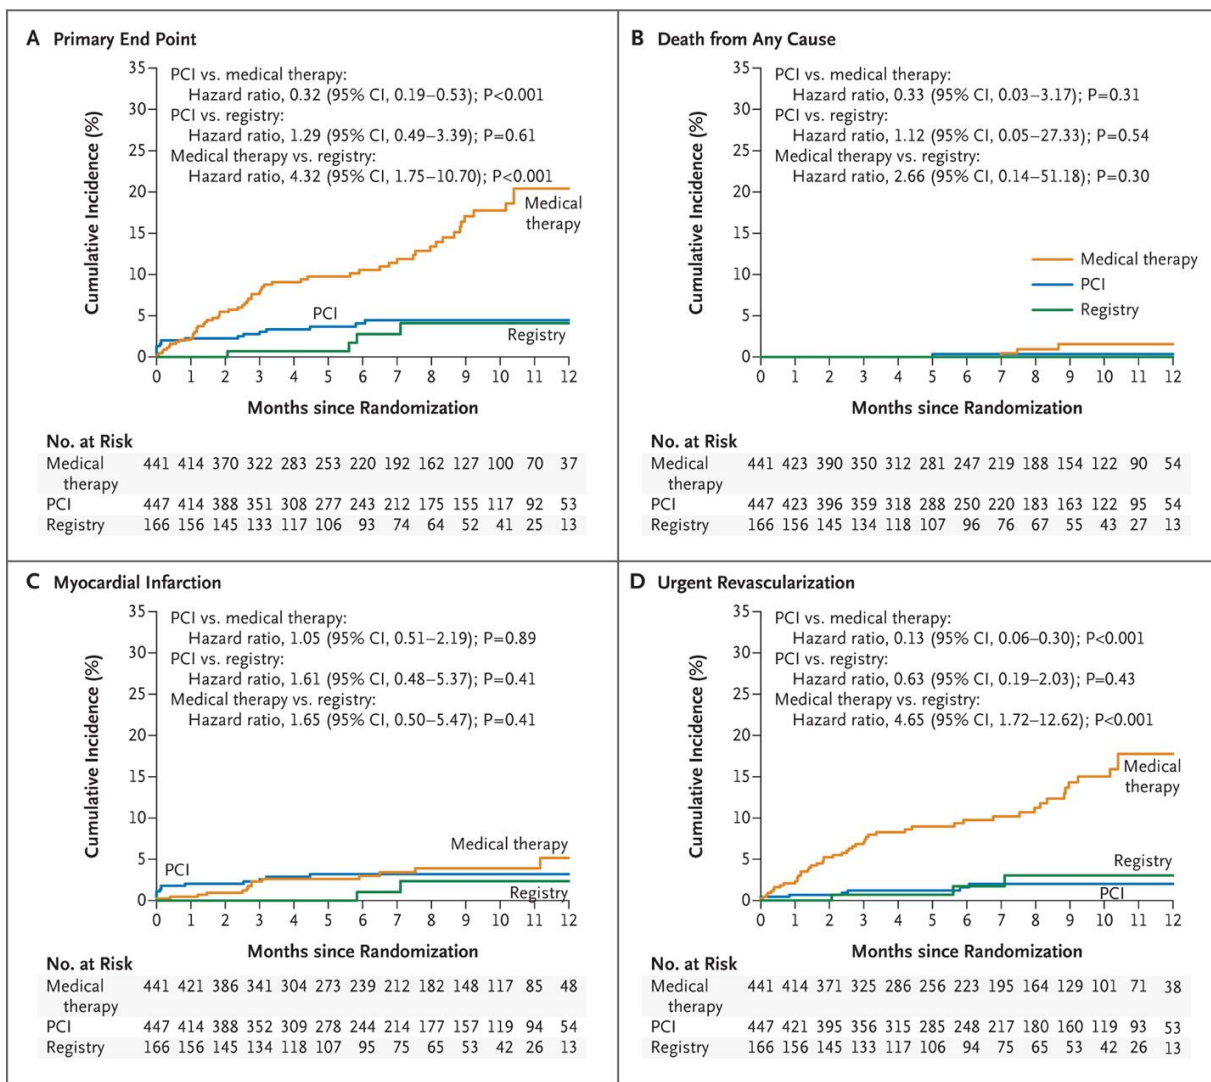 A Primary End Point
35
30
25
20
15
10
5
0
Cumulative Incidence (%)
PCI vs. medical therapy:
Hazard ratio, 0.32 (95% CI, 0.19–0.53); P<0.001
PCI vs. registry:
Hazard ratio, 1.29 (95% CI, 0.49–3.39); P=0.61
Medical therapy vs. registry:
Hazard ratio, 4.32 (95% CI, 1.75–10.70); P<0.001
Medical
therapy
PCI
Registry
0 1 2 3 4 5 6 7 8 9 10 11 12
Months since Randomization
No. at Risk
Medical 441 414 370 322 283 253 220 192 162 127 100 70 37
therapy
PCI 447 414 388 351 308 277 243 212 175 155 117 92 53
Registry 166 156 145 133 117 106 93 74 64 52 41 25 13
B Death from Any Cause
35
30
25
20
15
10
5
0
Cumulative Incidence (%)
PCI vs. medical therapy:
Hazard ratio, 0.33 (95% CI, 0.03–3.17); P=0.31
PCI vs. registry:
Hazard ratio, 1.12 (95% CI, 0.05–27.33); P=0.54
Medical therapy vs. registry:
Hazard ratio, 2.66 (95% CI, 0.14–51.18); P=0.30
Medical therapy
PCI
Registry
0 1 2 3 4 5 6 7 8 9 10 11 12
Months since Randomization
No. at Risk
Medical 441 423 390 350 312 281 247 219 188 154 122 90 54
therapy
PCI 447 423 396 359 318 288 250 220 183 163 122 95 54
Registry 166 156 145 134 118 107 96 76 67 55 43 27 13
C Myocardial Infarction
35
30
25
20
15
10
5
0
Cumulative Incidence (%)
PCI vs. medical therapy:
Hazard ratio, 1.05 (95% CI, 0.51–2.19); P=0.89
PCI vs. registry:
Hazard ratio, 1.61 (95% CI, 0.48–5.37); P=0.41
Medical therapy vs. registry:
Hazard ratio, 1.65 (95% CI, 0.50–5.47); P=0.41
Medical therapy
PCI
Registry
0 1 2 3 4 5 6 7 8 9 10 11 12
Months since Randomization
No. at Risk
Medical 441 421 386 341 304 273 239 212 182 148 117 85 48
therapy
PCI 447 414 388 352 309 278 244 214 177 157 119 94 54
Registry 166 156 145 134 118 107 95 75 65 53 42 26 13
D Urgent Revascularization
35
30
25
20
15
10
5
0
Cumulative Incidence (%)
PCI vs. medical therapy:
Hazard ratio, 0.13 (95% CI, 0.06–0.30); P<0.001
PCI vs. registry:
Hazard ratio, 0.63 (95% CI, 0.19–2.03); P=0.43
Medical therapy vs. registry:
Hazard ratio, 4.65 (95% CI, 1.72–12.62); P<0.001
Medical
therapy
Registry
PCI
0 1 2 3 4 5 6 7 8 9 10 11 12
Months since Randomization
No. at Risk
Medical 441 414 371 325 286 256 223 195 164 129 101 71 38
therapy
PCI 447 421 395 356 315 285 248 217 180 160 119 93 53
Registry 166 156 145 133 117 106 94 75 65 53 42 26 13